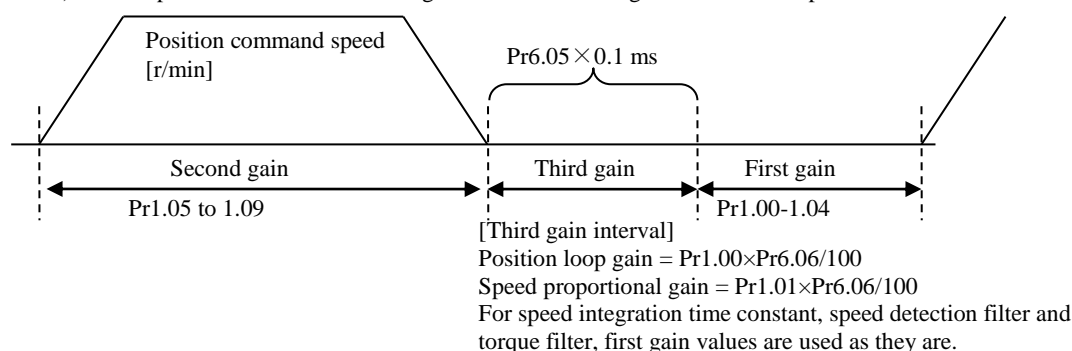 Position command speed
[r/min]
Pr6.05×0.1 ms
Second gain
Third gain
First gain
Pr1.05 to 1.09
Pr1.00-1.04
[Third gain interval]
Position loop gain = Pr1.00×Pr6.06/100
Speed proportional gain = Pr1.01×Pr6.06/100
For speed integration time constant, speed detection filter and
torque filter, first gain values are used as they are.